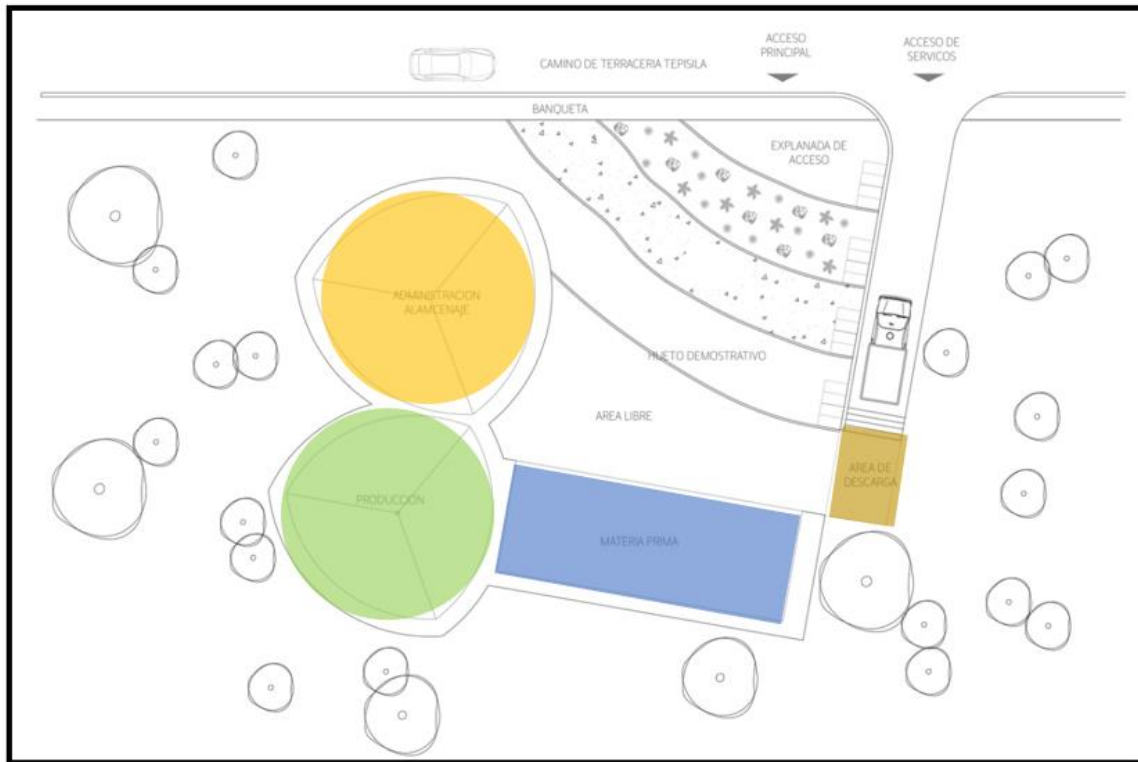 ACCESO
PRINCIPAL
ACCESO DE
SERVICOS
CAMINO DE TERRACERIA TEPISILA
BANQUETA
EXPLANADA DE
ACCESO
ADMINISTRACION
ALAMCENAJE
HUETO DEMOSTRATIVO
AREA LIBRE
AREA DE
DESCARGA
PRODUCCIÓN
MATERIA PRIMA